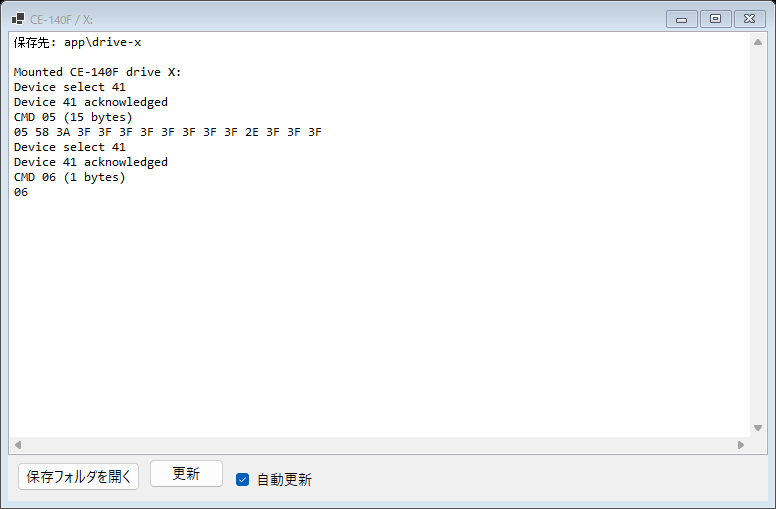 CE-140F / X:
保存先: app\drive-x
Mounted CE-140F drive X:
Device select 41
Device 41 acknowledged
CMD 05 (15 bytes)
05 58 3A 3F 3F 3F 3F 3F 3F 3F 3F 2E 3F 3F 3F
Device select 41
Device 41 acknowledged
CMD 06 (1 bytes)
06
保存フォルダを開く
更新
自動更新